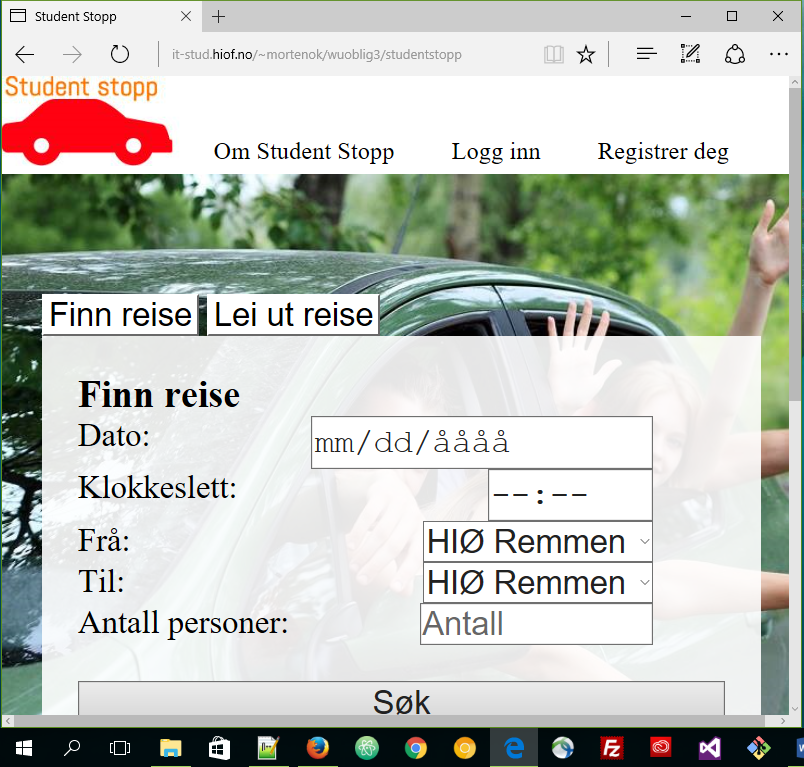 Student Stopp
it-stud.hiof.no/~mortenok/wuoblig3/studentstopp
Student stopp
Om Student Stopp Logg inn Registrer deg
Finn reise Lei ut reise
Finn reise
Dato: mm/dd/åååå
Klokkeslett: --:--
Frå: HIØ Remmen
Til: HIØ Remmen
Antall personer: Antall
Søk